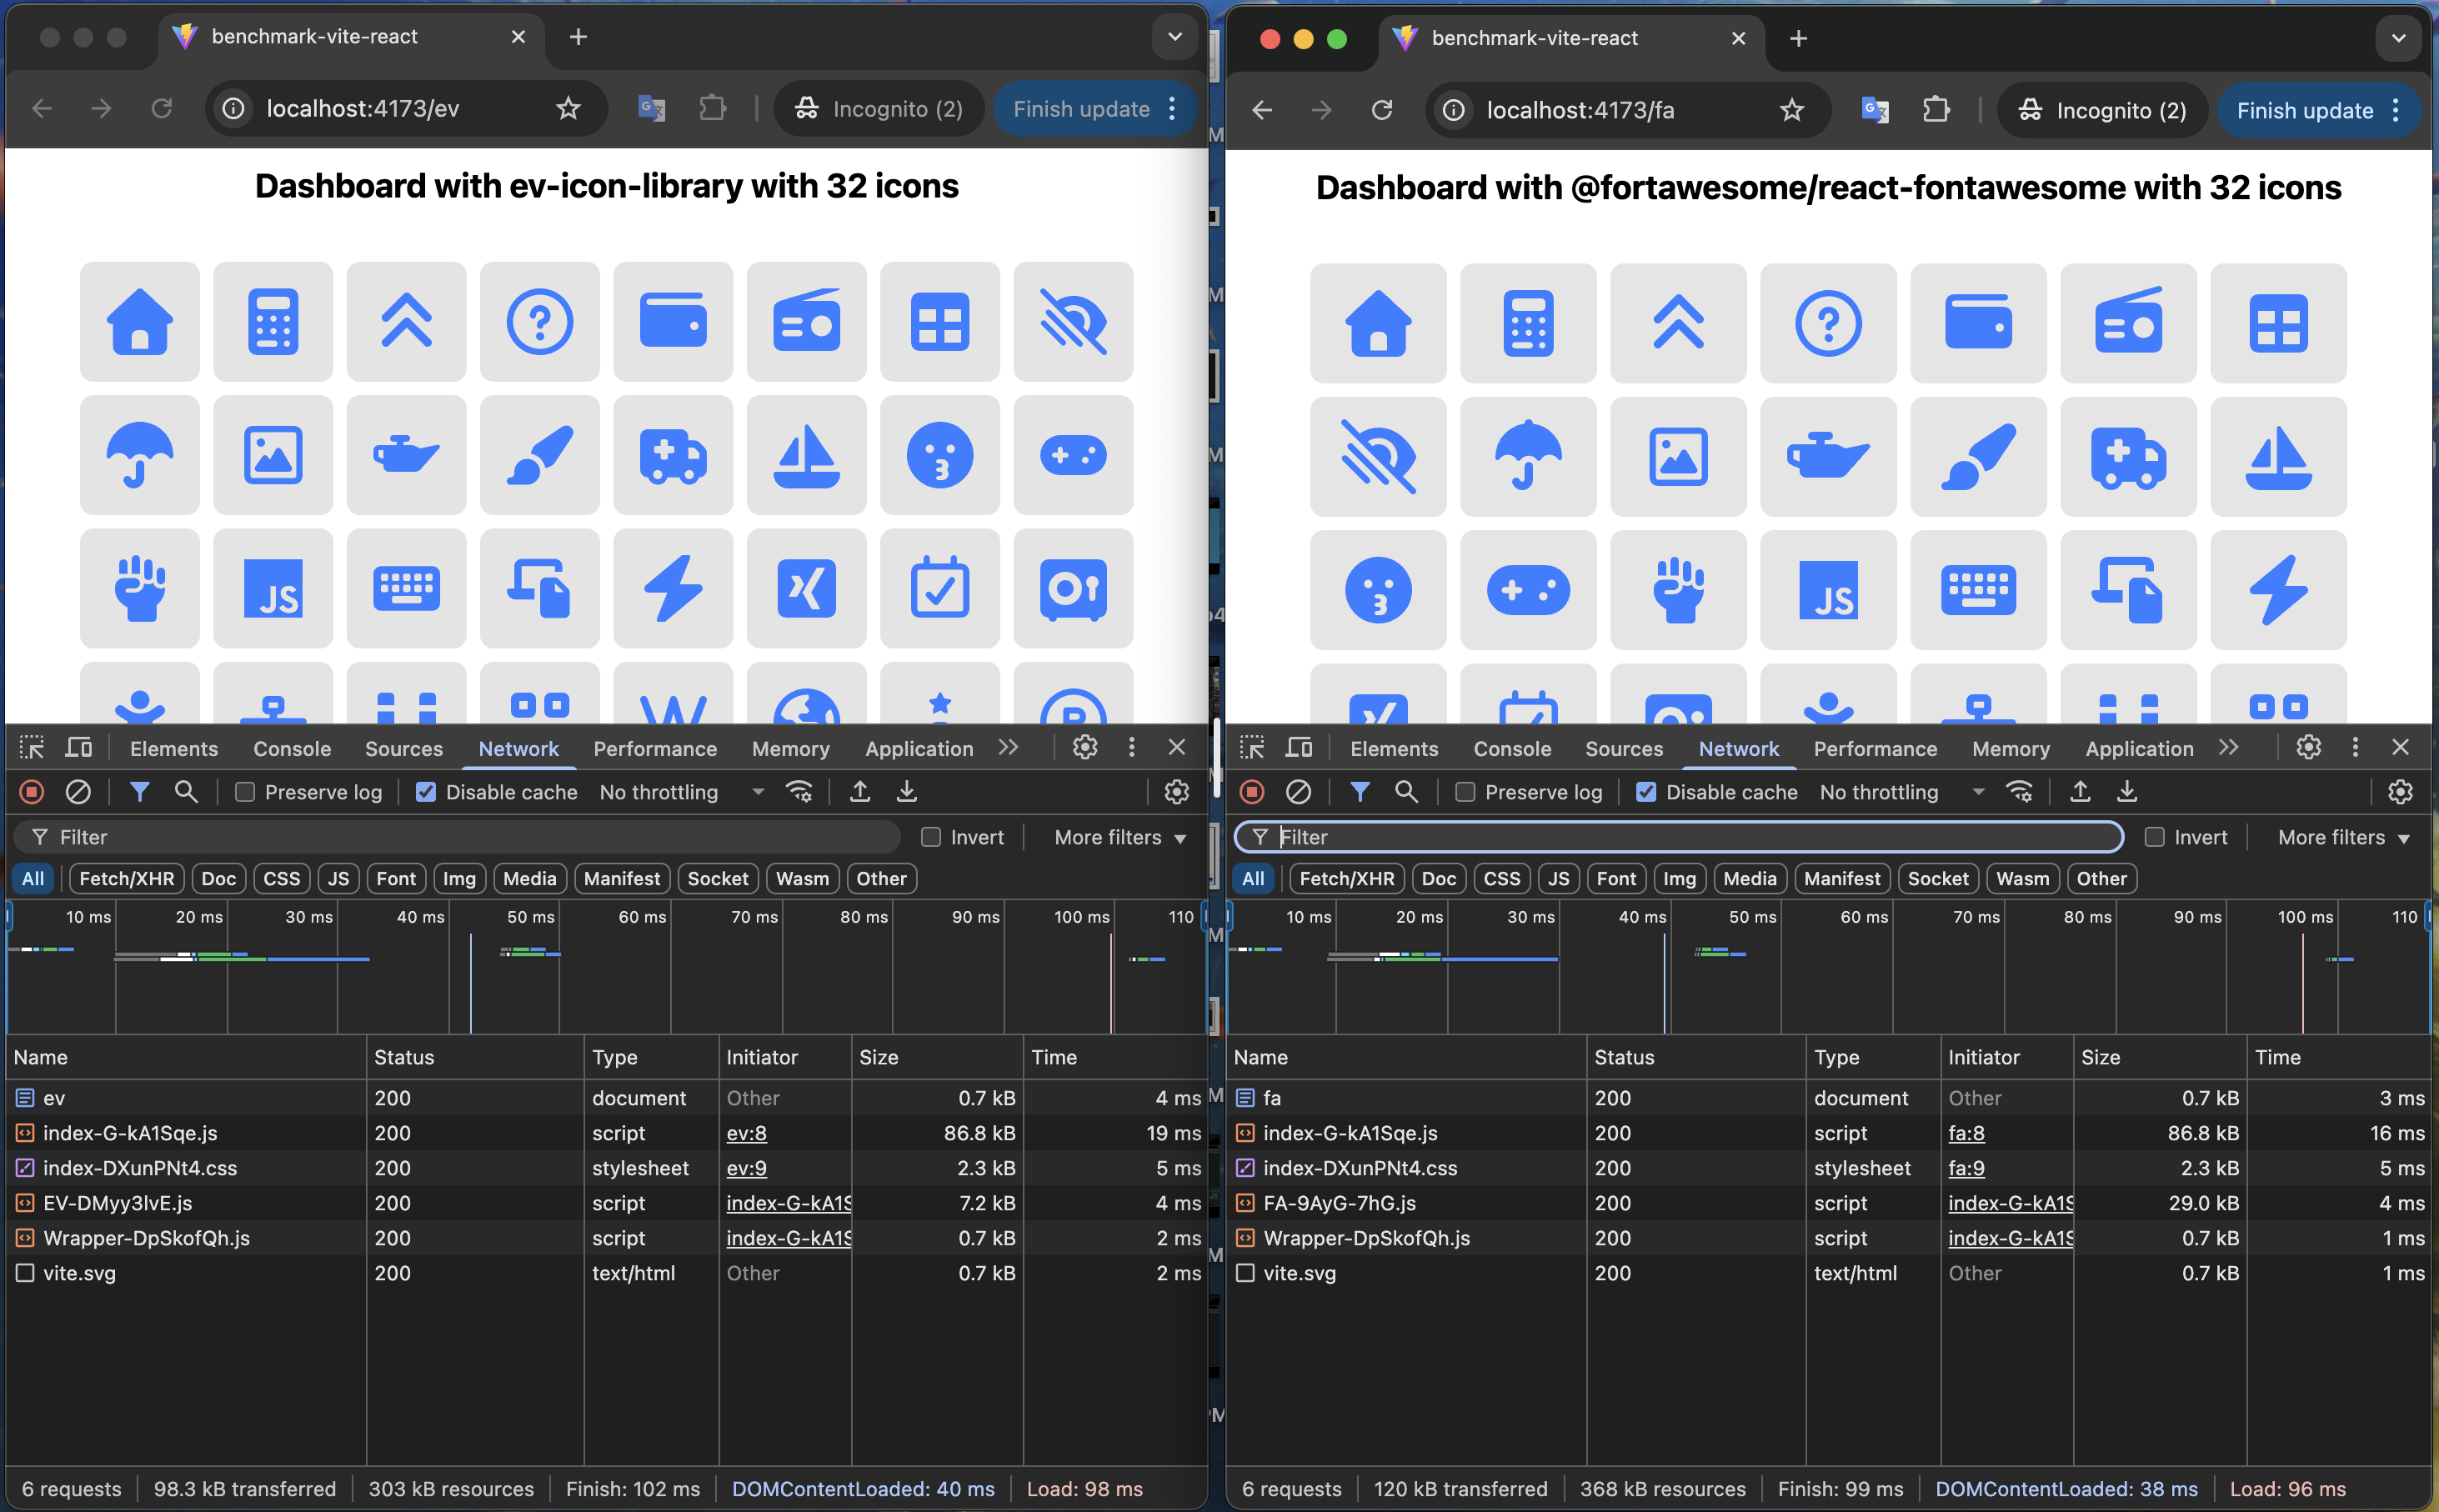 benchmark-vite-react
localhost:4173/ev
Incognito (2)
Finish update
Dashboard with ev-icon-library with 32 icons
JS
Elements Console Sources Network Performance Memory Application
Preserve log Disable cache No throttling
Filter Invert More filters
All Fetch/XHR Doc CSS JS Font Img Media Manifest Socket Wasm Other
10 ms 20 ms 30 ms 40 ms 50 ms 60 ms 70 ms 80 ms 90 ms 100 ms 110
Name Status Type Initiator Size Time
ev 200 document Other 0.7 kB 4 ms
index-G-kA1Sqe.js 200 script ev:8 86.8 kB 19 ms
index-DXunPNt4.css 200 stylesheet ev:9 2.3 kB 5 ms
EV-DMyy3lvE.js 200 script index-G-kA1S 7.2 kB 4 ms
Wrapper-DpSkofQh.js 200 script index-G-kA1S 0.7 kB 2 ms
vite.svg 200 text/html Other 0.7 kB 2 ms
6 requests 98.3 kB transferred 303 kB resources Finish: 102 ms DOMContentLoaded: 40 ms Load: 98 ms
benchmark-vite-react
localhost:4173/fa
Incognito (2)
Finish update
Dashboard with @fortawesome/react-fontawesome with 32 icons
JS
Elements Console Sources Network Performance Memory Application
Preserve log Disable cache No throttling
Filter Invert More filters
All Fetch/XHR Doc CSS JS Font Img Media Manifest Socket Wasm Other
10 ms 20 ms 30 ms 40 ms 50 ms 60 ms 70 ms 80 ms 90 ms 100 ms 110
Name Status Type Initiator Size Time
fa 200 document Other 0.7 kB 3 ms
index-G-kA1Sqe.js 200 script fa:8 86.8 kB 16 ms
index-DXunPNt4.css 200 stylesheet fa:9 2.3 kB 5 ms
FA-9AyG-7hG.js 200 script index-G-kA1S 29.0 kB 4 ms
Wrapper-DpSkofQh.js 200 script index-G-kA1S 0.7 kB 1 ms
vite.svg 200 text/html Other 0.7 kB 1 ms
6 requests 120 kB transferred 368 kB resources Finish: 99 ms DOMContentLoaded: 38 ms Load: 96 ms